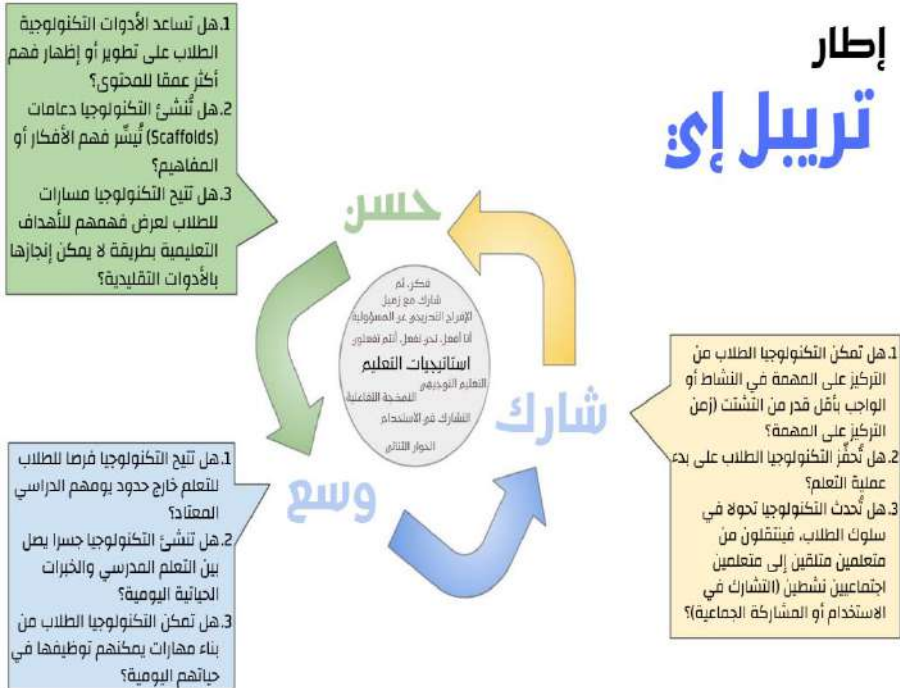 إطار
تريبل إي
1.هل تساعد الأدوات التكنولوجية
الطلاب على تطوير أو إظهار فهم
أكثر عمقا للمحتوى؟
2.هل تُنشئ التكنولوجيا دعامات
(Scaffolds) تُيسِّر فهم الأفكار أو
المفاهيم؟
3.هل تتيح التكنولوجيا مسارات
للطلاب لعرض فهمهم للأهداف
التعليمية بطريقة لا يمكن إنجازها
بالأدوات التقليدية؟
حسن
فكر، ثم
شارك مع زميل
الإفراج التدريجي عن المسؤولية
أنا أفعل، نحن نفعل، أنتم تفعلون
استاتيجيات التعليم
التعليم التوجيهي
النمذجة التفاعلية
التشارك في الاستخدام
الحوار الثنائي
شارك
1.هل تمكن التكنولوجيا الطلاب من
التركيز على المهمة في النشاط أو
الواجب بأقل قدر من التشتت (زمن
التركيز على المهمة؟
2.هل تُحفِّز التكنولوجيا الطلاب على بدء
عملية التعلم؟
3.هل تُحدث التكنولوجيا تحولا في
سلوك الطلاب، فينتقلون من
متعلمين متلقين إلى متعلمين
اجتماعيين نشطين (التشارك في
الاستخدام أو المشاركة الجماعية)؟
وسع
1.هل تتيح التكنولوجيا فرصا للطلاب
للتعلم خارج حدود يومهم الدراسي
المعتاد؟
2.هل تنشئ التكنولوجيا جسرا يصل
بين التعلم المدرسي والخبرات
الحياتية اليومية؟
3.هل تمكن التكنولوجيا الطلاب من
بناء مهارات يمكنهم توظيفها في
حياتهم اليومية؟